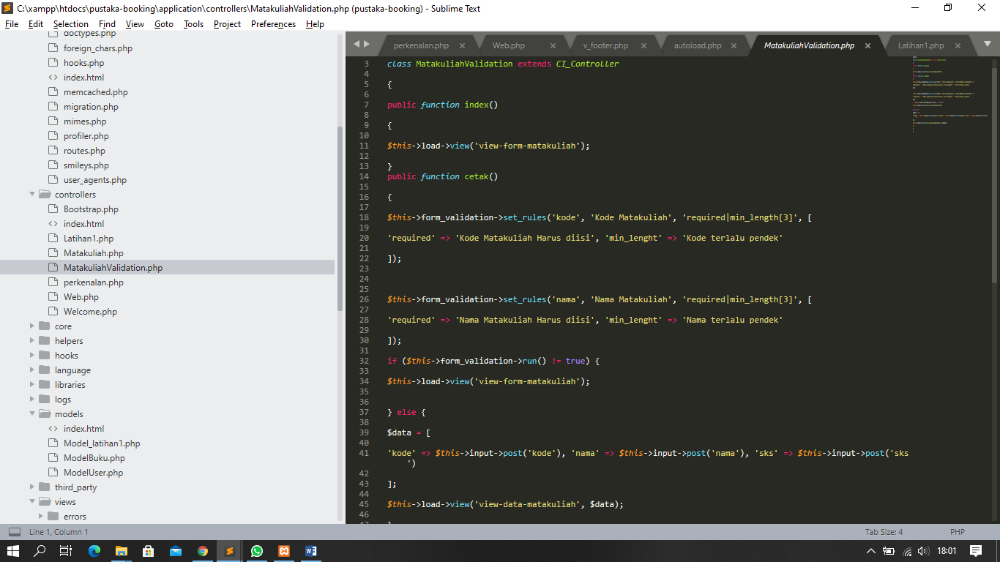 C:\xampp\htdocs\pustaka-booking\application\controllers\MatakuliahValidation.php (pustaka-booking) - Sublime Text
File Edit Selection Find View Goto Tools Project Preferences Help
doctypes.php
foreign_chars.php
hooks.php
index.html
memcached.php
migration.php
mimes.php
profiler.php
routes.php
smileys.php
user_agents.php
controllers
Bootstrap.php
index.html
Latihan1.php
Matakuliah.php
MatakuliahValidation.php
perkenalan.php
Web.php
Welcome.php
core
helpers
hooks
language
libraries
logs
models
index.html
Model_latihan1.php
ModelBuku.php
ModelUser.php
third_party
views
errors
perkenalan.php Web.php v_footer.php autoload.php MatakuliahValidation.php Latihan1.php
3 class MatakuliahValidation extends CI_Controller
4
5 {
6
7 public function index()
8
9 {
10
11 $this->load->view('view-form-matakuliah');
12
13 }
14 public function cetak()
15
16 {
17
18 $this->form_validation->set_rules('kode', 'Kode Matakuliah', 'required|min_length[3]', [
19
20 'required' => 'Kode Matakuliah Harus diisi', 'min_lenght' => 'Kode terlalu pendek'
21
22 ]);
23
24
25
26 $this->form_validation->set_rules('nama', 'Nama Matakuliah', 'required|min_length[3]', [
27
28 'required' => 'Nama Matakuliah Harus diisi', 'min_lenght' => 'Nama terlalu pendek'
29
30 ]);
31
32 if ($this->form_validation->run() != true) {
33
34 $this->load->view('view-form-matakuliah');
35
36
37 } else {
38
39 $data = [
40
41 'kode' => $this->input->post('kode'), 'nama' => $this->input->post('nama'), 'sks' => $this->input->post('sks
')
42
43 ];
44
45 $this->load->view('view-data-matakuliah', $data);
46
47 }
Line 1, Column 1 Tab Size: 4 PHP
18:01